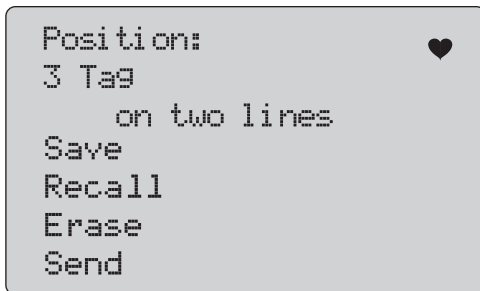 Position:
3 Tag
on two lines
Save
Recall
Erase
Send